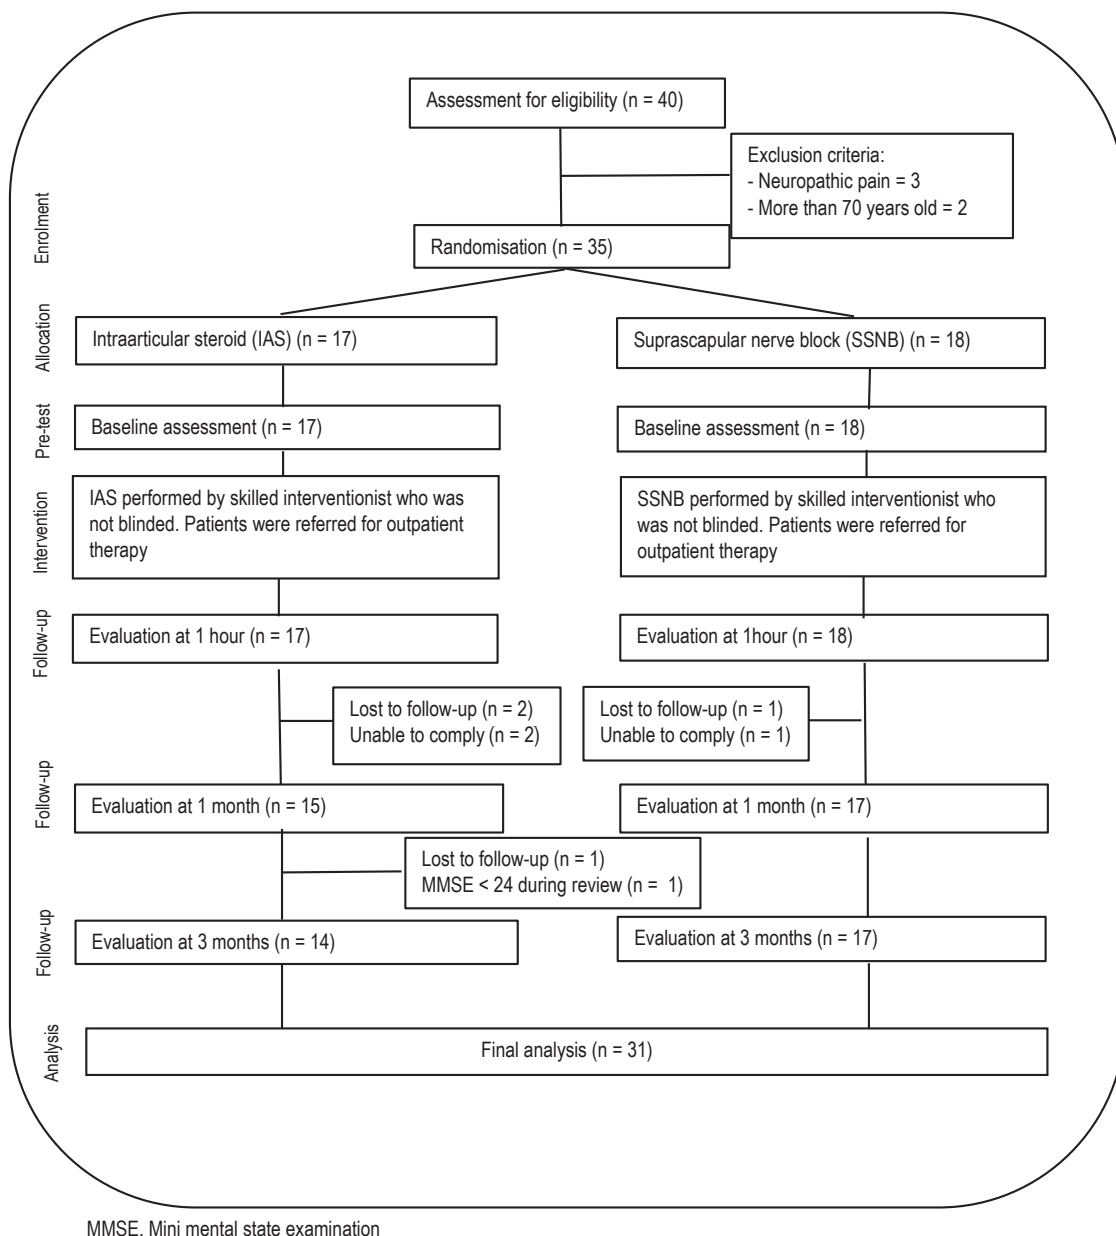 Assessment for eligibility (n = 40)
Exclusion criteria:
- Neuropathic pain = 3
- More than 70 years old = 2
Enrolment
Randomisation (n = 35)
Allocation
Intraarticular steroid (IAS) (n = 17)
Suprascapular nerve block (SSNB) (n = 18)
Pre-test
Baseline assessment (n = 17)
Baseline assessment (n = 18)
Intervention
IAS performed by skilled interventionist who was
not blinded. Patients were referred for outpatient
therapy
SSNB performed by skilled interventionist who
was not blinded. Patients were referred for
outpatient therapy
Follow-up
Evaluation at 1 hour (n = 17)
Evaluation at 1hour (n = 18)
Lost to follow-up (n = 2)
Unable to comply (n = 2)
Lost to follow-up (n = 1)
Unable to comply (n = 1)
Follow-up
Evaluation at 1 month (n = 15)
Evaluation at 1 month (n = 17)
Lost to follow-up (n = 1)
MMSE < 24 during review (n = 1)
Follow-up
Evaluation at 3 months (n = 14)
Evaluation at 3 months (n = 17)
Analysis
Final analysis (n = 31)
MMSE, Mini mental state examination